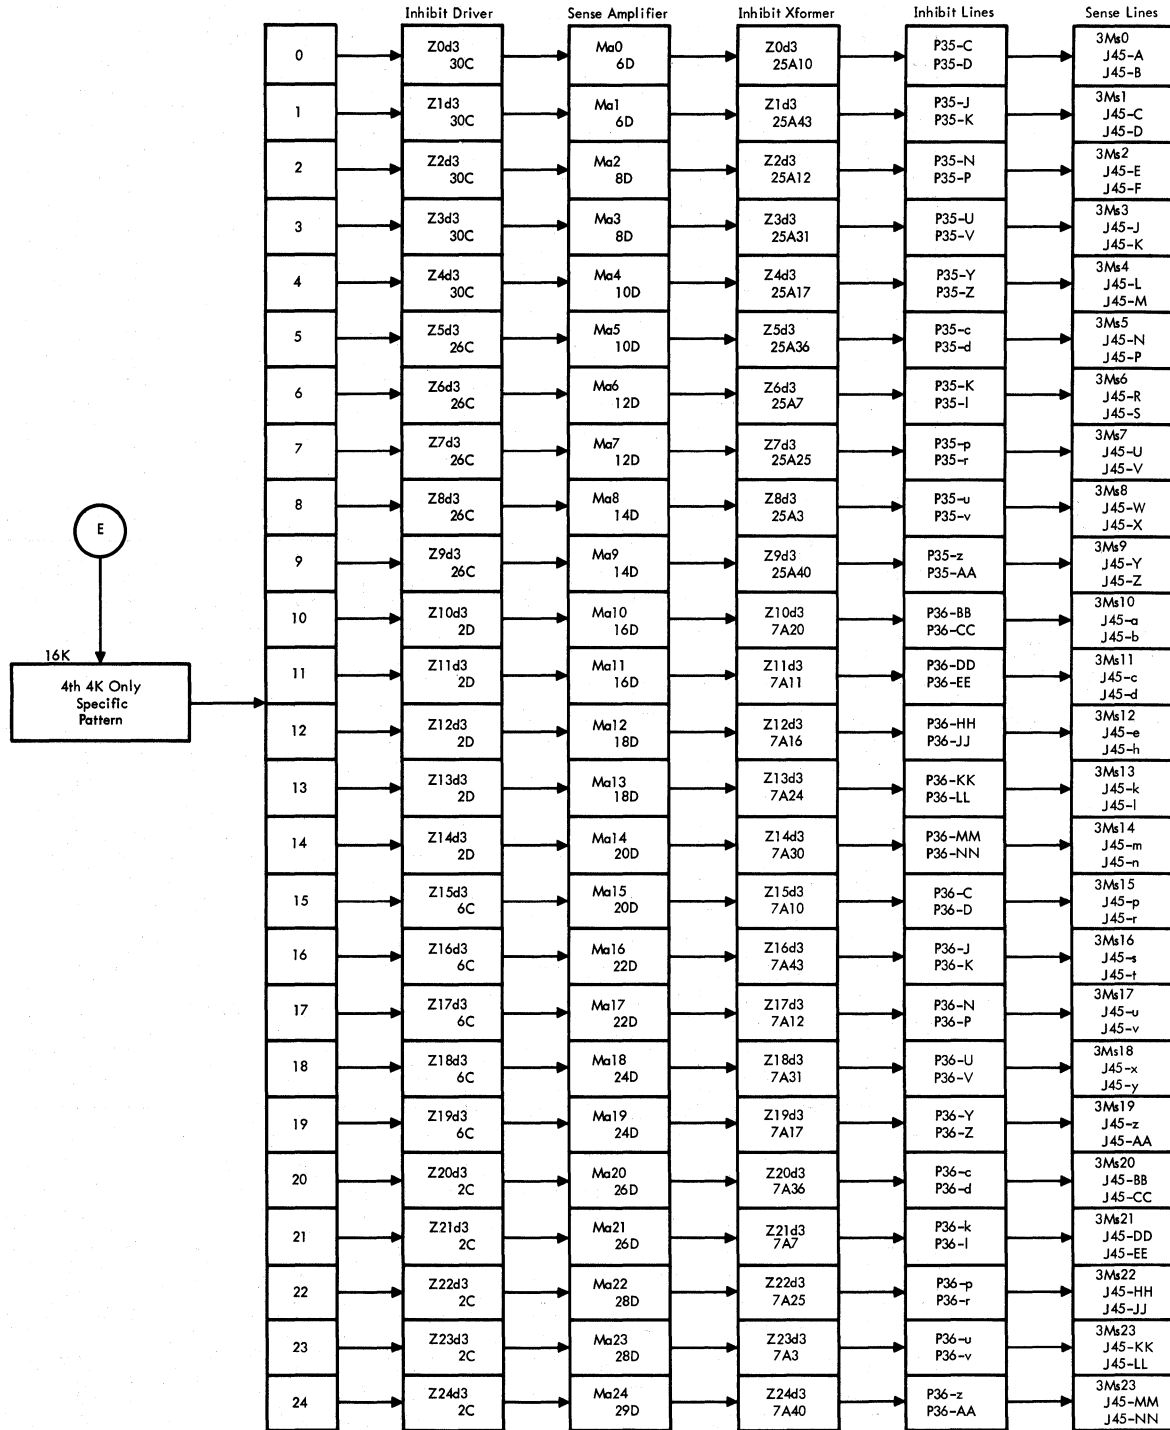 Inhibit Driver Sense Amplifier Inhibit Xformer Inhibit Lines Sense Lines
0 Z0d3 Ma0 Z0d3 P35-C 3Ms0
30C 6D 25A10 P35-D J45-A
J45-B
1 Z1d3 Ma1 Z1d3 P35-J 3Ms1
30C 6D 25A43 P35-K J45-C
J45-D
2 Z2d3 Ma2 Z2d3 P35-N 3Ms2
30C 8D 25A12 P35-P J45-E
J45-F
3 Z3d3 Ma3 Z3d3 P35-U 3Ms3
30C 8D 25A31 P35-V J45-J
J45-K
4 Z4d3 Ma4 Z4d3 P35-Y 3Ms4
30C 10D 25A17 P35-Z J45-L
J45-M
5 Z5d3 Ma5 Z5d3 P35-c 3Ms5
26C 10D 25A36 P35-d J45-N
J45-P
6 Z6d3 Ma6 Z6d3 P35-K 3Ms6
26C 12D 25A7 P35-l J45-R
J45-S
7 Z7d3 Ma7 Z7d3 P35-p 3Ms7
26C 12D 25A25 P35-r J45-U
J45-V
8 Z8d3 Ma8 Z8d3 P35-u 3Ms8
26C 14D 25A3 P35-v J45-W
J45-X
E
9 Z9d3 Ma9 Z9d3 P35-z 3Ms9
26C 14D 25A40 P35-AA J45-Y
J45-Z
10 Z10d3 Ma10 Z10d3 P36-BB 3Ms10
2D 16D 7A20 P36-CC J45-a
J45-b
16K
4th 4K Only
Specific
Pattern
11 Z11d3 Ma11 Z11d3 P36-DD 3Ms11
2D 16D 7A11 P36-EE J45-c
J45-d
12 Z12d3 Ma12 Z12d3 P36-HH 3Ms12
2D 18D 7A16 P36-JJ J45-e
J45-h
13 Z13d3 Ma13 Z13d3 P36-KK 3Ms13
2D 18D 7A24 P36-LL J45-k
J45-l
14 Z14d3 Ma14 Z14d3 P36-MM 3Ms14
2D 20D 7A30 P36-NN J45-m
J45-n
15 Z15d3 Ma15 Z15d3 P36-C 3Ms15
6C 20D 7A10 P36-D J45-p
J45-r
16 Z16d3 Ma16 Z16d3 P36-J 3Ms16
6C 22D 7A43 P36-K J45-s
J45-t
17 Z17d3 Ma17 Z17d3 P36-N 3Ms17
6C 22D 7A12 P36-P J45-u
J45-v
18 Z18d3 Ma18 Z18d3 P36-U 3Ms18
6C 24D 7A31 P36-V J45-x
J45-y
19 Z19d3 Ma19 Z19d3 P36-Y 3Ms19
6C 24D 7A17 P36-Z J45-z
J45-AA
20 Z20d3 Ma20 Z20d3 P36-c 3Ms20
2C 26D 7A36 P36-d J45-BB
J45-CC
21 Z21d3 Ma21 Z21d3 P36-k 3Ms21
2C 26D 7A7 P36-l J45-DD
J45-EE
22 Z22d3 Ma22 Z22d3 P36-p 3Ms22
2C 28D 7A25 P36-r J45-HH
J45-JJ
23 Z23d3 Ma23 Z23d3 P36-u 3Ms23
2C 28D 7A3 P36-v J45-KK
J45-LL
24 Z24d3 Ma24 Z24d3 P36-z 3Ms23
2C 29D 7A40 P36-AA J45-MM
J45-NN